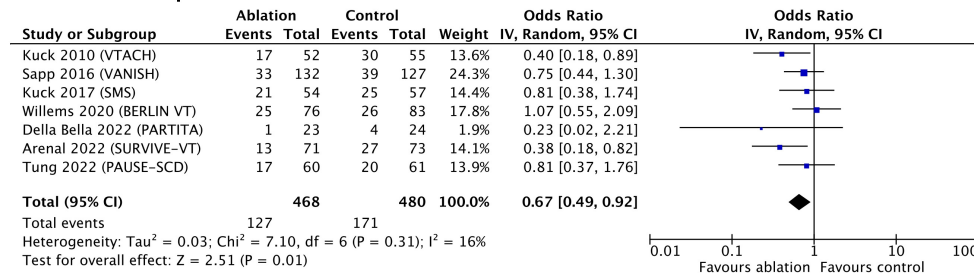 Ablation Control Odds Ratio Odds Ratio
Study or Subgroup Events Total Events Total Weight IV, Random, 95% CI IV, Random, 95% CI
Kuck 2010 (VTACH) 17 52 30 55 13.6% 0.40 [0.18, 0.89]
Sapp 2016 (VANISH) 33 132 39 127 24.3% 0.75 [0.44, 1.30]
Kuck 2017 (SMS) 21 54 25 57 14.4% 0.81 [0.38, 1.74]
Willems 2020 (BERLIN VT) 25 76 26 83 17.8% 1.07 [0.55, 2.09]
Della Bella 2022 (PARTITA) 1 23 4 24 1.9% 0.23 [0.02, 2.21]
Arenal 2022 (SURVIVE-VT) 13 71 27 73 14.1% 0.38 [0.18, 0.82]
Tung 2022 (PAUSE-SCD) 17 60 20 61 13.9% 0.81 [0.37, 1.76]
Total (95% CI) 468 480 100.0% 0.67 [0.49, 0.92]
Total events 127 171
Heterogeneity: Tau² = 0.03; Chi² = 7.10, df = 6 (P = 0.31); I² = 16%
Test for overall effect: Z = 2.51 (P = 0.01)
0.01 0.1 1 10 100
Favours ablation Favours control